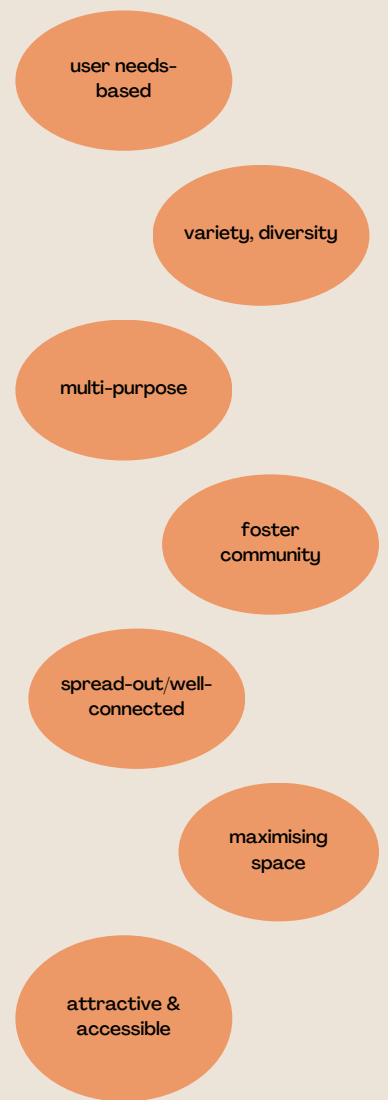 user needs-
based
variety, diversity
multi-purpose
foster
community
spread-out/well-
connected
maximising
space
attractive &
accessible